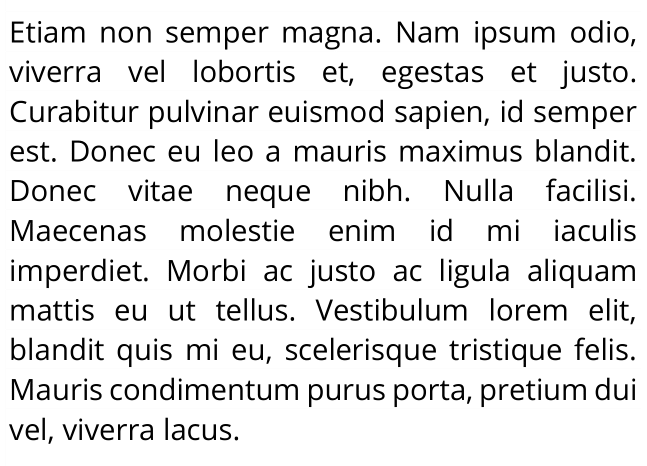 Etiam non semper magna. Nam ipsum odio,
viverra vel lobortis et, egestas et justo.
Curabitur pulvinar euismod sapien, id semper
est. Donec eu leo a mauris maximus blandit.
Donec vitae neque nibh. Nulla facilisi.
Maecenas molestie enim id mi iaculis
imperdiet. Morbi ac justo ac ligula aliquam
mattis eu ut tellus. Vestibulum lorem elit,
blandit quis mi eu, scelerisque tristique felis.
Mauris condimentum purus porta, pretium dui
vel, viverra lacus.